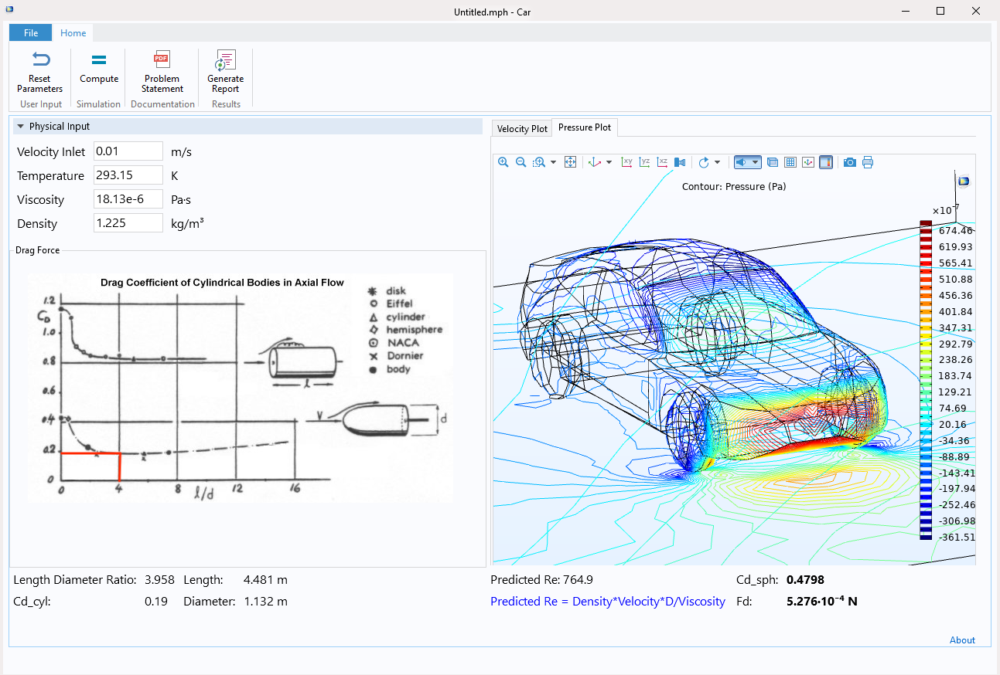 Untitled.mph - Car
File Home
Reset Parameters
Compute
Problem Statement
Generate Report
User Input
Simulation
Documentation
Results
Physical Input
Velocity Inlet 0.01 m/s
Temperature 293.15 K
Viscosity 18.13e-6 Pa·s
Density 1.225 kg/m³
Drag Force
Drag Coefficient of Cylindrical Bodies in Axial Flow
1.2
C_D
1.0
0.8
0.6
0.4
0.2
0
0 4 8 12 16
l/d
disk
Eiffel
cylinder
hemisphere
NACA
Dornier
body
l
V
d
Length Diameter Ratio: 3.958 Length: 4.481 m
Cd_cyl: 0.19 Diameter: 1.132 m
Velocity Plot Pressure Plot
xy yz xz
Contour: Pressure (Pa)
×10⁻⁷
674.46
619.93
565.41
510.88
456.36
401.84
347.31
292.79
238.26
183.74
129.21
74.69
20.16
-34.36
-88.89
-143.41
-197.94
-252.46
-306.98
-361.51
Predicted Re: 764.9 Cd_sph: 0.4798
Predicted Re = Density*Velocity*D/Viscosity Fd: 5.276·10⁻⁴ N
About
PDF